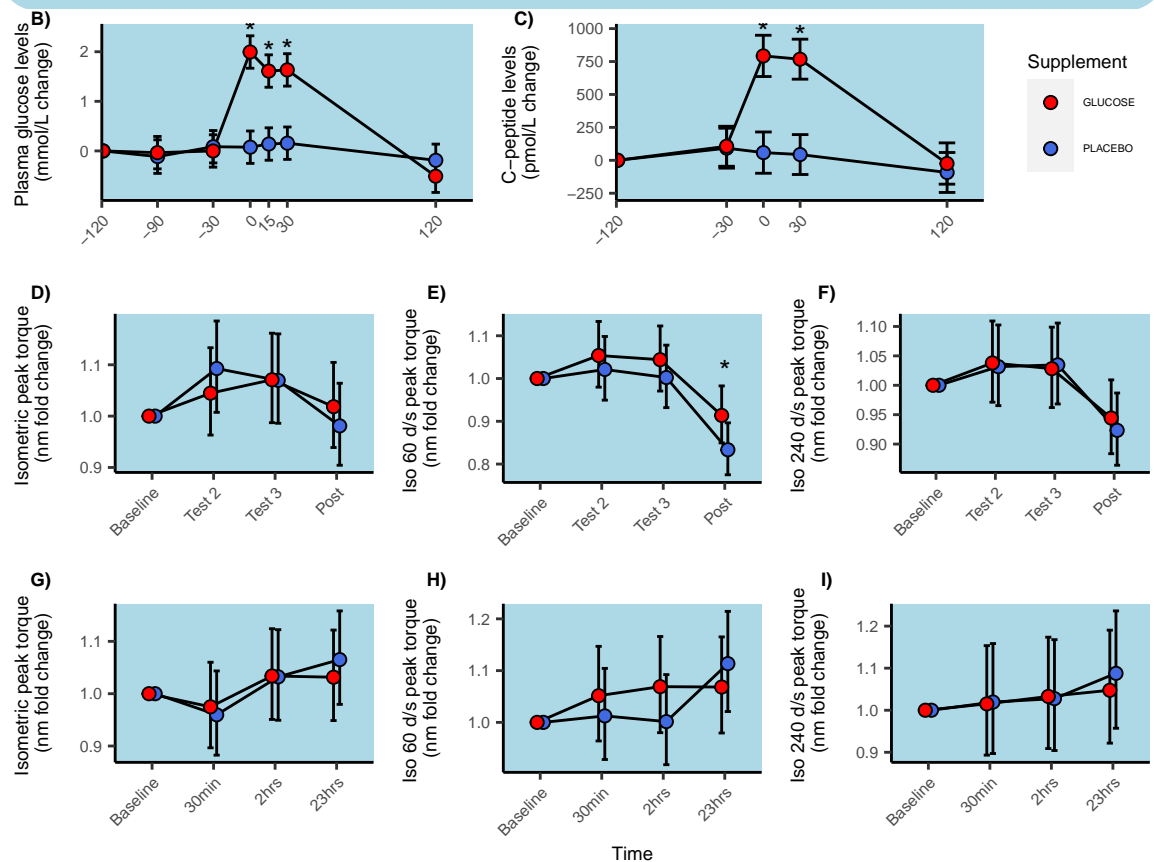 B)
Plasma glucose levels
(mmol/L change)
2
1
0
*
*
*
−120
−90
−30
0
15
30
120
C)
C−peptide levels
(pmol/L change)
1000
750
500
250
0
−250
*
*
−120
−30
0
30
120
Supplement
GLUCOSE
PLACEBO
D)
Isometric peak torque
(nm fold change)
1.1
1.0
0.9
Baseline
Test 2
Test 3
Post
E)
Iso 60 d/s peak torque
(nm fold change)
1.1
1.0
0.9
0.8
*
Baseline
Test 2
Test 3
Post
F)
Iso 240 d/s peak torque
(nm fold change)
1.10
1.05
1.00
0.95
0.90
Baseline
Test 2
Test 3
Post
G)
Isometric peak torque
(nm fold change)
1.1
1.0
0.9
Baseline
30min
2hrs
23hrs
H)
Iso 60 d/s peak torque
(nm fold change)
1.2
1.1
1.0
Baseline
30min
2hrs
23hrs
I)
Iso 240 d/s peak torque
(nm fold change)
1.2
1.1
1.0
0.9
Baseline
30min
2hrs
23hrs
Time